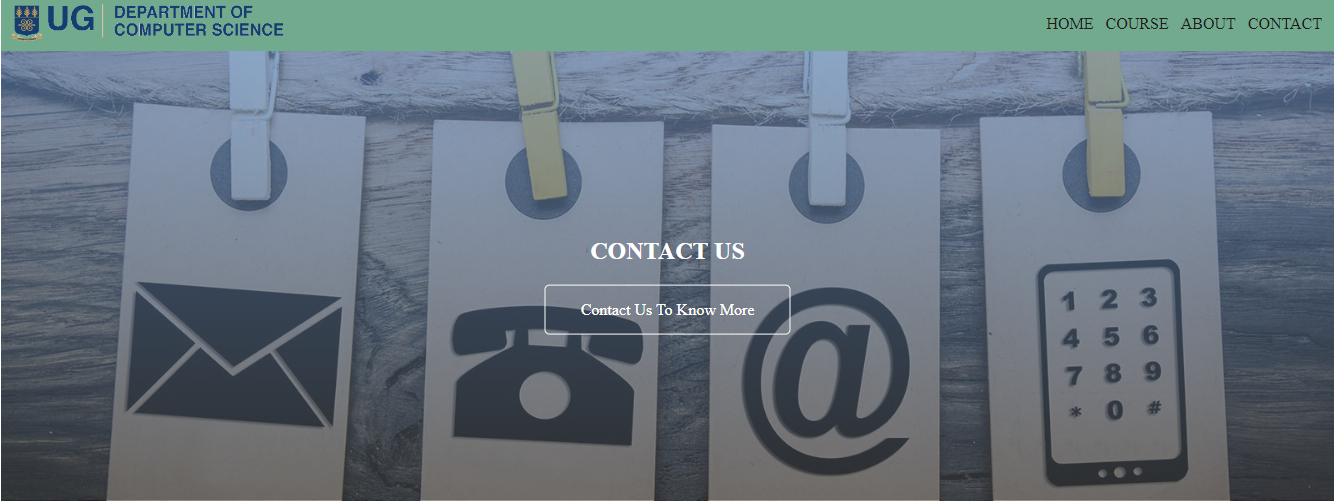 UG
DEPARTMENT OF
COMPUTER SCIENCE
HOME COURSE ABOUT CONTACT
CONTACT US
Contact Us To Know More
@
1 2 3
4 5 6
7 8 9
* 0 #